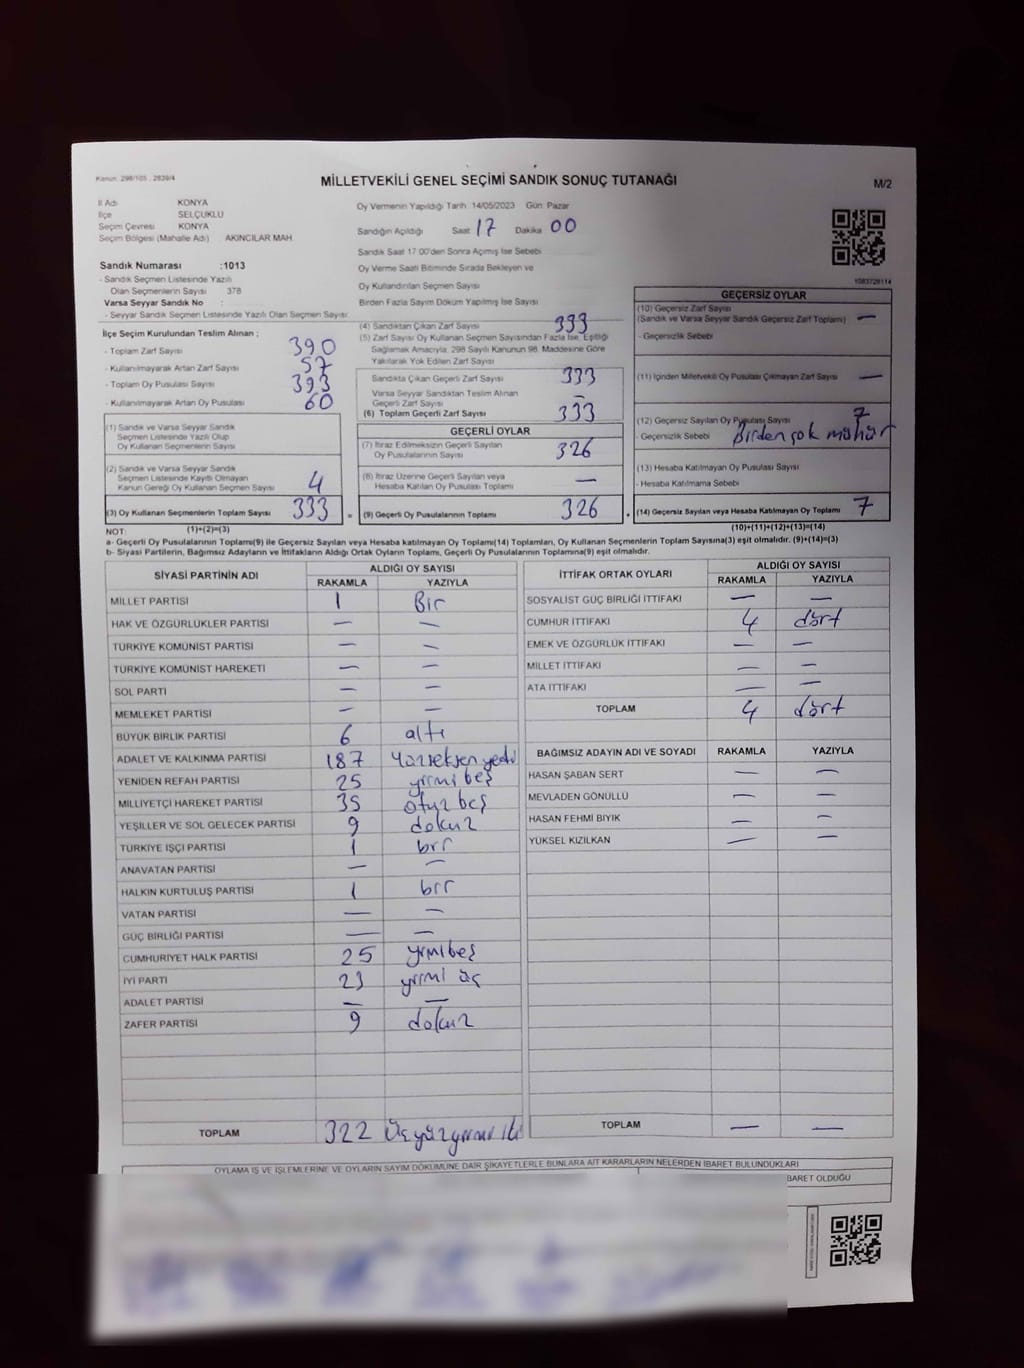 Kanun: 298/105 , 2839/4
MİLLETVEKİLİ GENEL SEÇİMİ SANDIK SONUÇ TUTANAĞI
M/2
İl Adı KONYA
İlçe SELÇUKLU
Seçim Çevresi KONYA
Seçim Bölgesi (Mahalle Adı) : AKINCILAR MAH.
Sandık Numarası :1013
- Sandık Seçmen Listesinde Yazılı
Olan Seçmenlerin Sayısı 378
Varsa Seyyar Sandık No :
- Seyyar Sandık Seçmen Listesinde Yazılı Olan Seçmen Sayısı:
Oy Vermenin Yapıldığı Tarih 14/05/2023 Gün: Pazar
Sandığın Açıldığı Saat 17 Dakika 00
Sandık Saat 17:00'den Sonra Açılmış İse Sebebi
Oy Verme Saati Bitiminde Sırada Bekleyen ve
Oy Kullandırılan Seçmen Sayısı
Birden Fazla Sayım Döküm Yapılmış İse Sayısı
1083729114
İlçe Seçim Kurulundan Teslim Alınan ;
- Toplam Zarf Sayısı 390
- Kullanılmayarak Artan Zarf Sayısı 57
- Toplam Oy Pusulası Sayısı 393
- Kullanılmayarak Artan Oy Pusulası 60
(1) Sandık ve Varsa Seyyar Sandık
Seçmen Listesinde Yazılı Olup
Oy Kullanan Seçmenlerin Sayısı
(2) Sandık ve Varsa Seyyar Sandık
Seçmen Listesinde Kayıtlı Olmayan
Kanun Gereği Oy Kullanan Seçmen Sayısı 4
(3) Oy Kullanan Seçmenlerin Toplam Sayısı 333 =
(1)+(2)=(3)
(4) Sandıktan Çıkan Zarf Sayısı 333
(5) Zarf Sayısı Oy Kullanan Seçmen Sayısından Fazla İse, Eşitliği
Sağlamak Amacıyla, 298 Sayılı Kanunun 98. Maddesine Göre
Yakılarak Yok Edilen Zarf Sayısı
Sandıkta Çıkan Geçerli Zarf Sayısı 333
Varsa Seyyar Sandıktan Teslim Alınan
Geçerli Zarf Sayısı —
(6) Toplam Geçerli Zarf Sayısı 333
GEÇERLİ OYLAR
(7) İtiraz Edilmeksizin Geçerli Sayılan
Oy Pusulalarının Sayısı 326
(8) İtiraz Üzerine Geçerli Sayılan veya
Hesaba Katılan Oy Pusulası Toplamı —
(9) Geçerli Oy Pusulalarının Toplamı 326 +
GEÇERSİZ OYLAR
(10) Geçersiz Zarf Sayısı
(Sandık ve Varsa Seyyar Sandık Geçersiz Zarf Toplamı) —
- Geçersizlik Sebebi
(11) İçinden Milletvekili Oy Pusulası Çıkmayan Zarf Sayısı —
(12) Geçersiz Sayılan Oy Pusulası Sayısı 7
- Geçersizlik Sebebi Birden çok mühür
(13) Hesaba Katılmayan Oy Pusulası Sayısı
- Hesaba Katılmama Sebebi
(14) Geçersiz Sayılan veya Hesaba Katılmayan Oy Toplamı 7
(10)+(11)+(12)+(13)=(14)
NOT:
a- Geçerli Oy Pusulalarının Toplamı(9) ile Geçersiz Sayılan veya Hesaba katılmayan Oy Toplamı(14) Toplamları, Oy Kullanan Seçmenlerin Toplam Sayısına(3) eşit olmalıdır. (9)+(14)=(3)
b- Siyasi Partilerin, Bağımsız Adayların ve İttifakların Aldığı Ortak Oyların Toplamı, Geçerli Oy Pusulalarının Toplamına(9) eşit olmalıdır.
SİYASİ PARTİNİN ADI ALDIĞI OY SAYISI
RAKAMLA YAZIYLA
MİLLET PARTİSİ 1 Bir
HAK VE ÖZGÜRLÜKLER PARTİSİ — —
TÜRKİYE KOMÜNİST PARTİSİ — —
TÜRKİYE KOMÜNİST HAREKETİ — —
SOL PARTİ — —
MEMLEKET PARTİSİ — —
BÜYÜK BİRLİK PARTİSİ 6 altı
ADALET VE KALKINMA PARTİSİ 187 Yüzseksenyedi
YENİDEN REFAH PARTİSİ 25 yirmi beş
MİLLİYETÇİ HAREKET PARTİSİ 35 otuz beş
YEŞİLLER VE SOL GELECEK PARTİSİ 9 dokuz
TÜRKİYE İŞÇİ PARTİSİ 1 bir
ANAVATAN PARTİSİ — —
HALKIN KURTULUŞ PARTİSİ 1 bir
VATAN PARTİSİ — —
GÜÇ BİRLİĞİ PARTİSİ — —
CUMHURİYET HALK PARTİSİ 25 yirmibeş
İYİ PARTİ 23 yirmi üç
ADALET PARTİSİ — —
ZAFER PARTİSİ 9 dokuz
TOPLAM 322 Üçyüzyirmi iki
İTTİFAK ORTAK OYLARI ALDIĞI OY SAYISI
RAKAMLA YAZIYLA
SOSYALİST GÜÇ BİRLİĞİ İTTİFAKI — —
CUMHUR İTTİFAKI 4 dört
EMEK VE ÖZGÜRLÜK İTTİFAKI — —
MİLLET İTTİFAKI — —
ATA İTTİFAKI — —
TOPLAM 4 dört
BAĞIMSIZ ADAYIN ADI VE SOYADI RAKAMLA YAZIYLA
HASAN ŞABAN SERT — —
MEVLADEN GÖNÜLLÜ — —
HASAN FEHMİ BIYIK — —
YÜKSEL KIZILKAN — —
TOPLAM — —
OYLAMA İŞ VE İŞLEMLERİNE VE OYLARIN SAYIM DÖKÜMÜNE DAİR ŞİKAYETLERLE BUNLARA AİT KARARLARIN NELERDEN İBARET BULUNDUKLARI
İBARET OLDUĞU